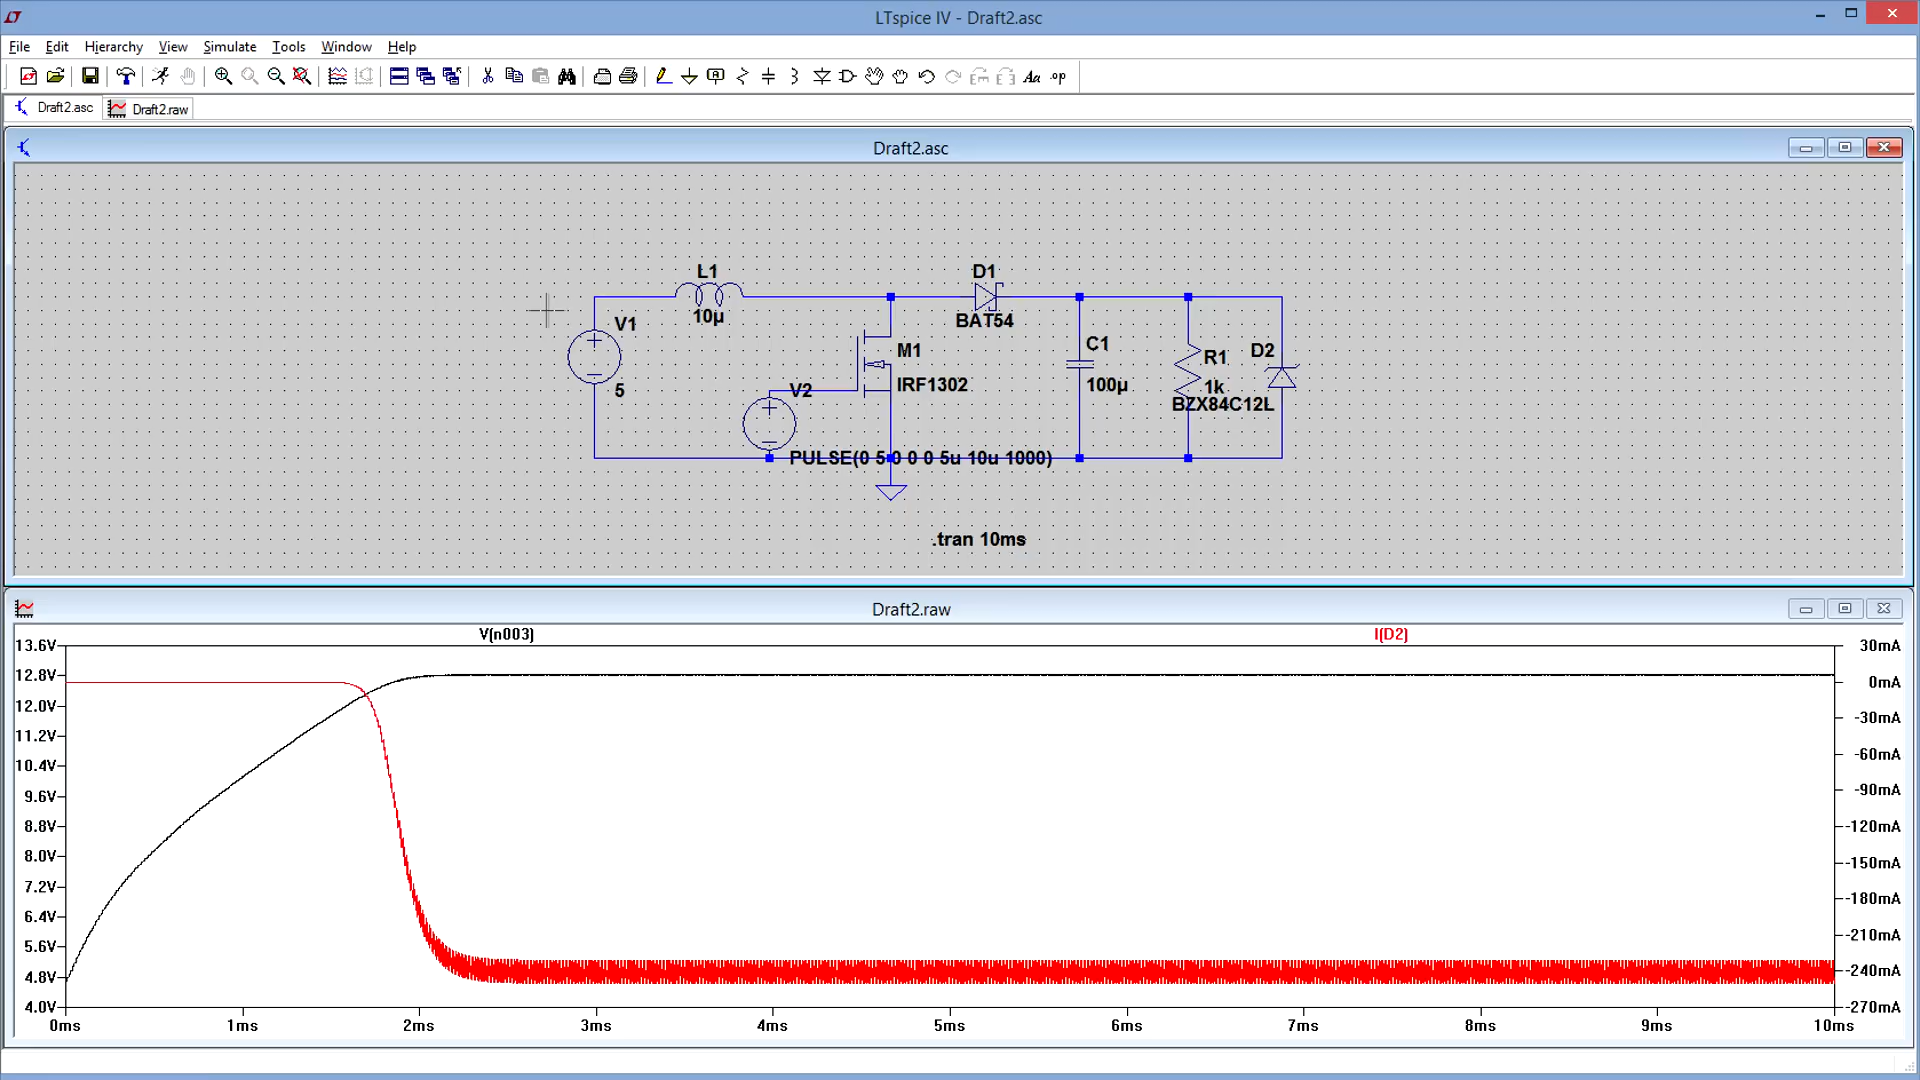 LTspice IV - Draft2.asc
File Edit Hierarchy View Simulate Tools Window Help
Aa .op
Draft2.asc Draft2.raw
Draft2.asc
L1
10µ
D1
BAT54
V1
5
M1
IRF1302
V2
PULSE(0 5 0 0 0 5u 10u 1000)
C1
100µ
R1
1k
D2
BZX84C12L
.tran 10ms
Draft2.raw
V(n003) I(D2)
13.6V 30mA
12.8V 0mA
12.0V -30mA
11.2V -60mA
10.4V -90mA
9.6V -120mA
8.8V -150mA
8.0V -180mA
7.2V -210mA
6.4V -240mA
5.6V -270mA
4.8V
4.0V
0ms 1ms 2ms 3ms 4ms 5ms 6ms 7ms 8ms 9ms 10ms